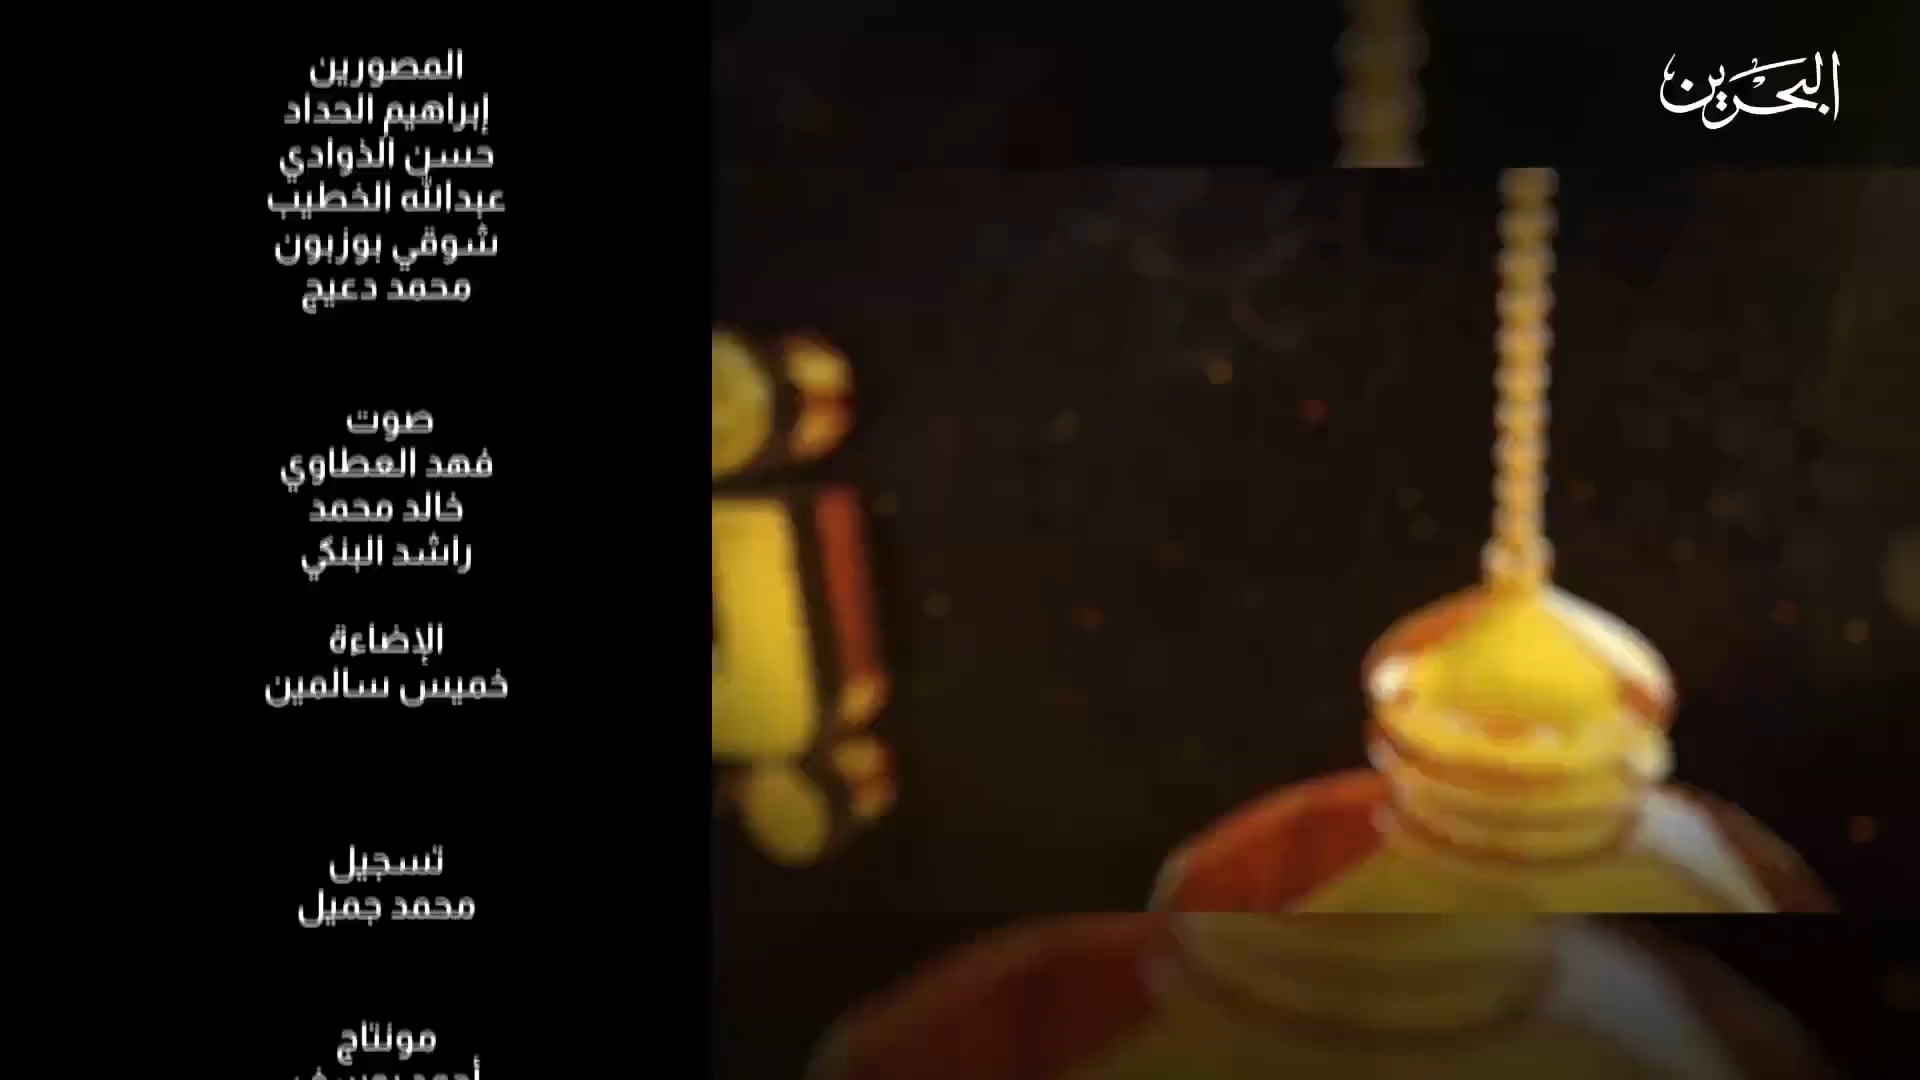 البحرين
المصورين
إبراهيم الحداد
حسن الذوادي
عبدالله الخطيب
شوقي بوزبون
محمد دعيج
صوت
فهد العطاوي
خالد محمد
راشد البنكي
الإضاءة
خميس سالمين
تسجيل
محمد جميل
مونتاج